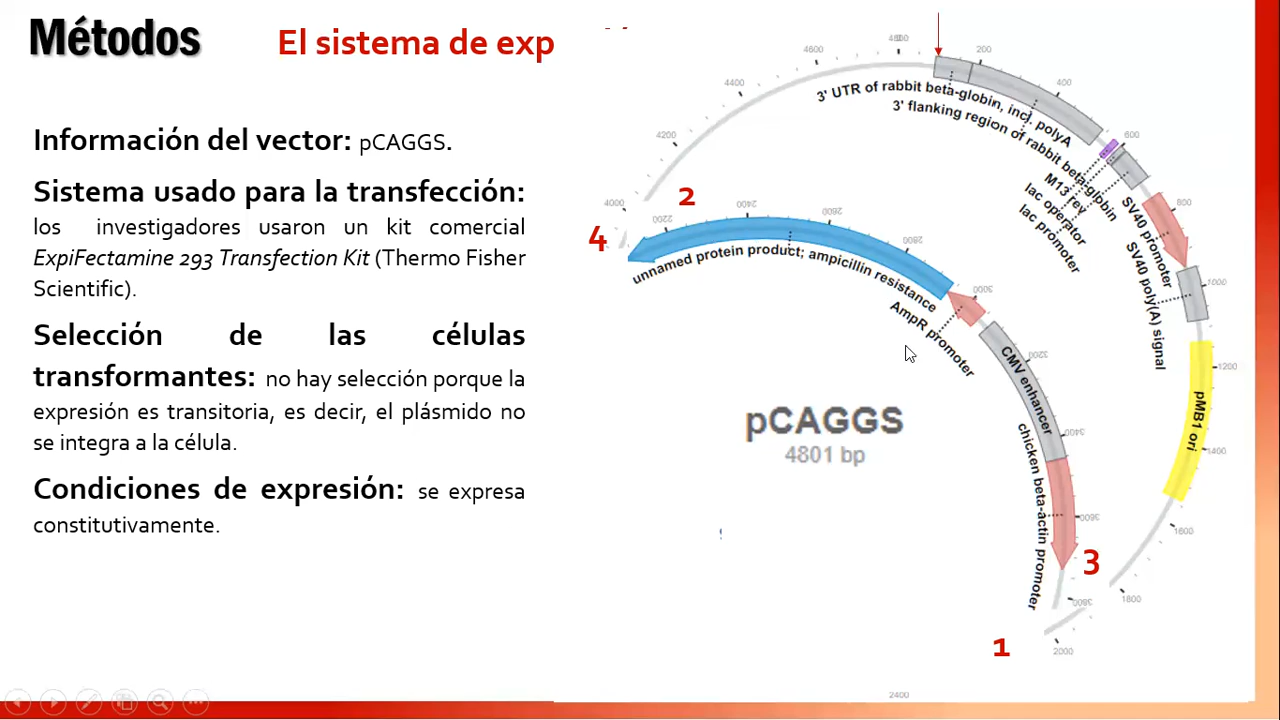 Métodos
El sistema de exp
Información del vector: pCAGGS.
Sistema usado para la transfección:
los investigadores usaron un kit comercial
ExpiFectamine 293 Transfection Kit (Thermo Fisher
Scientific).
Selección de las células
transformantes: no hay selección porque la
expresión es transitoria, es decir, el plásmido no
se integra a la célula.
Condiciones de expresión: se expresa
constitutivamente.
4600
200
4400
400
4200
600
4000
800
1000
1200
1400
1600
1800
2000
2200
2400
2600
2800
3000
3200
3400
3600
3800
2400
3' UTR of rabbit beta-globin, incl. polyA
3' flanking region of rabbit beta-globin
M13 rev
lac operator
lac promoter
SV40 promoter
SV40 poly(A) signal
pMB1 ori
2
4
unnamed protein product; ampicillin resistance
AmpR promoter
CMV enhancer
chicken beta-actin promoter
pCAGGS
4801 bp
3
1